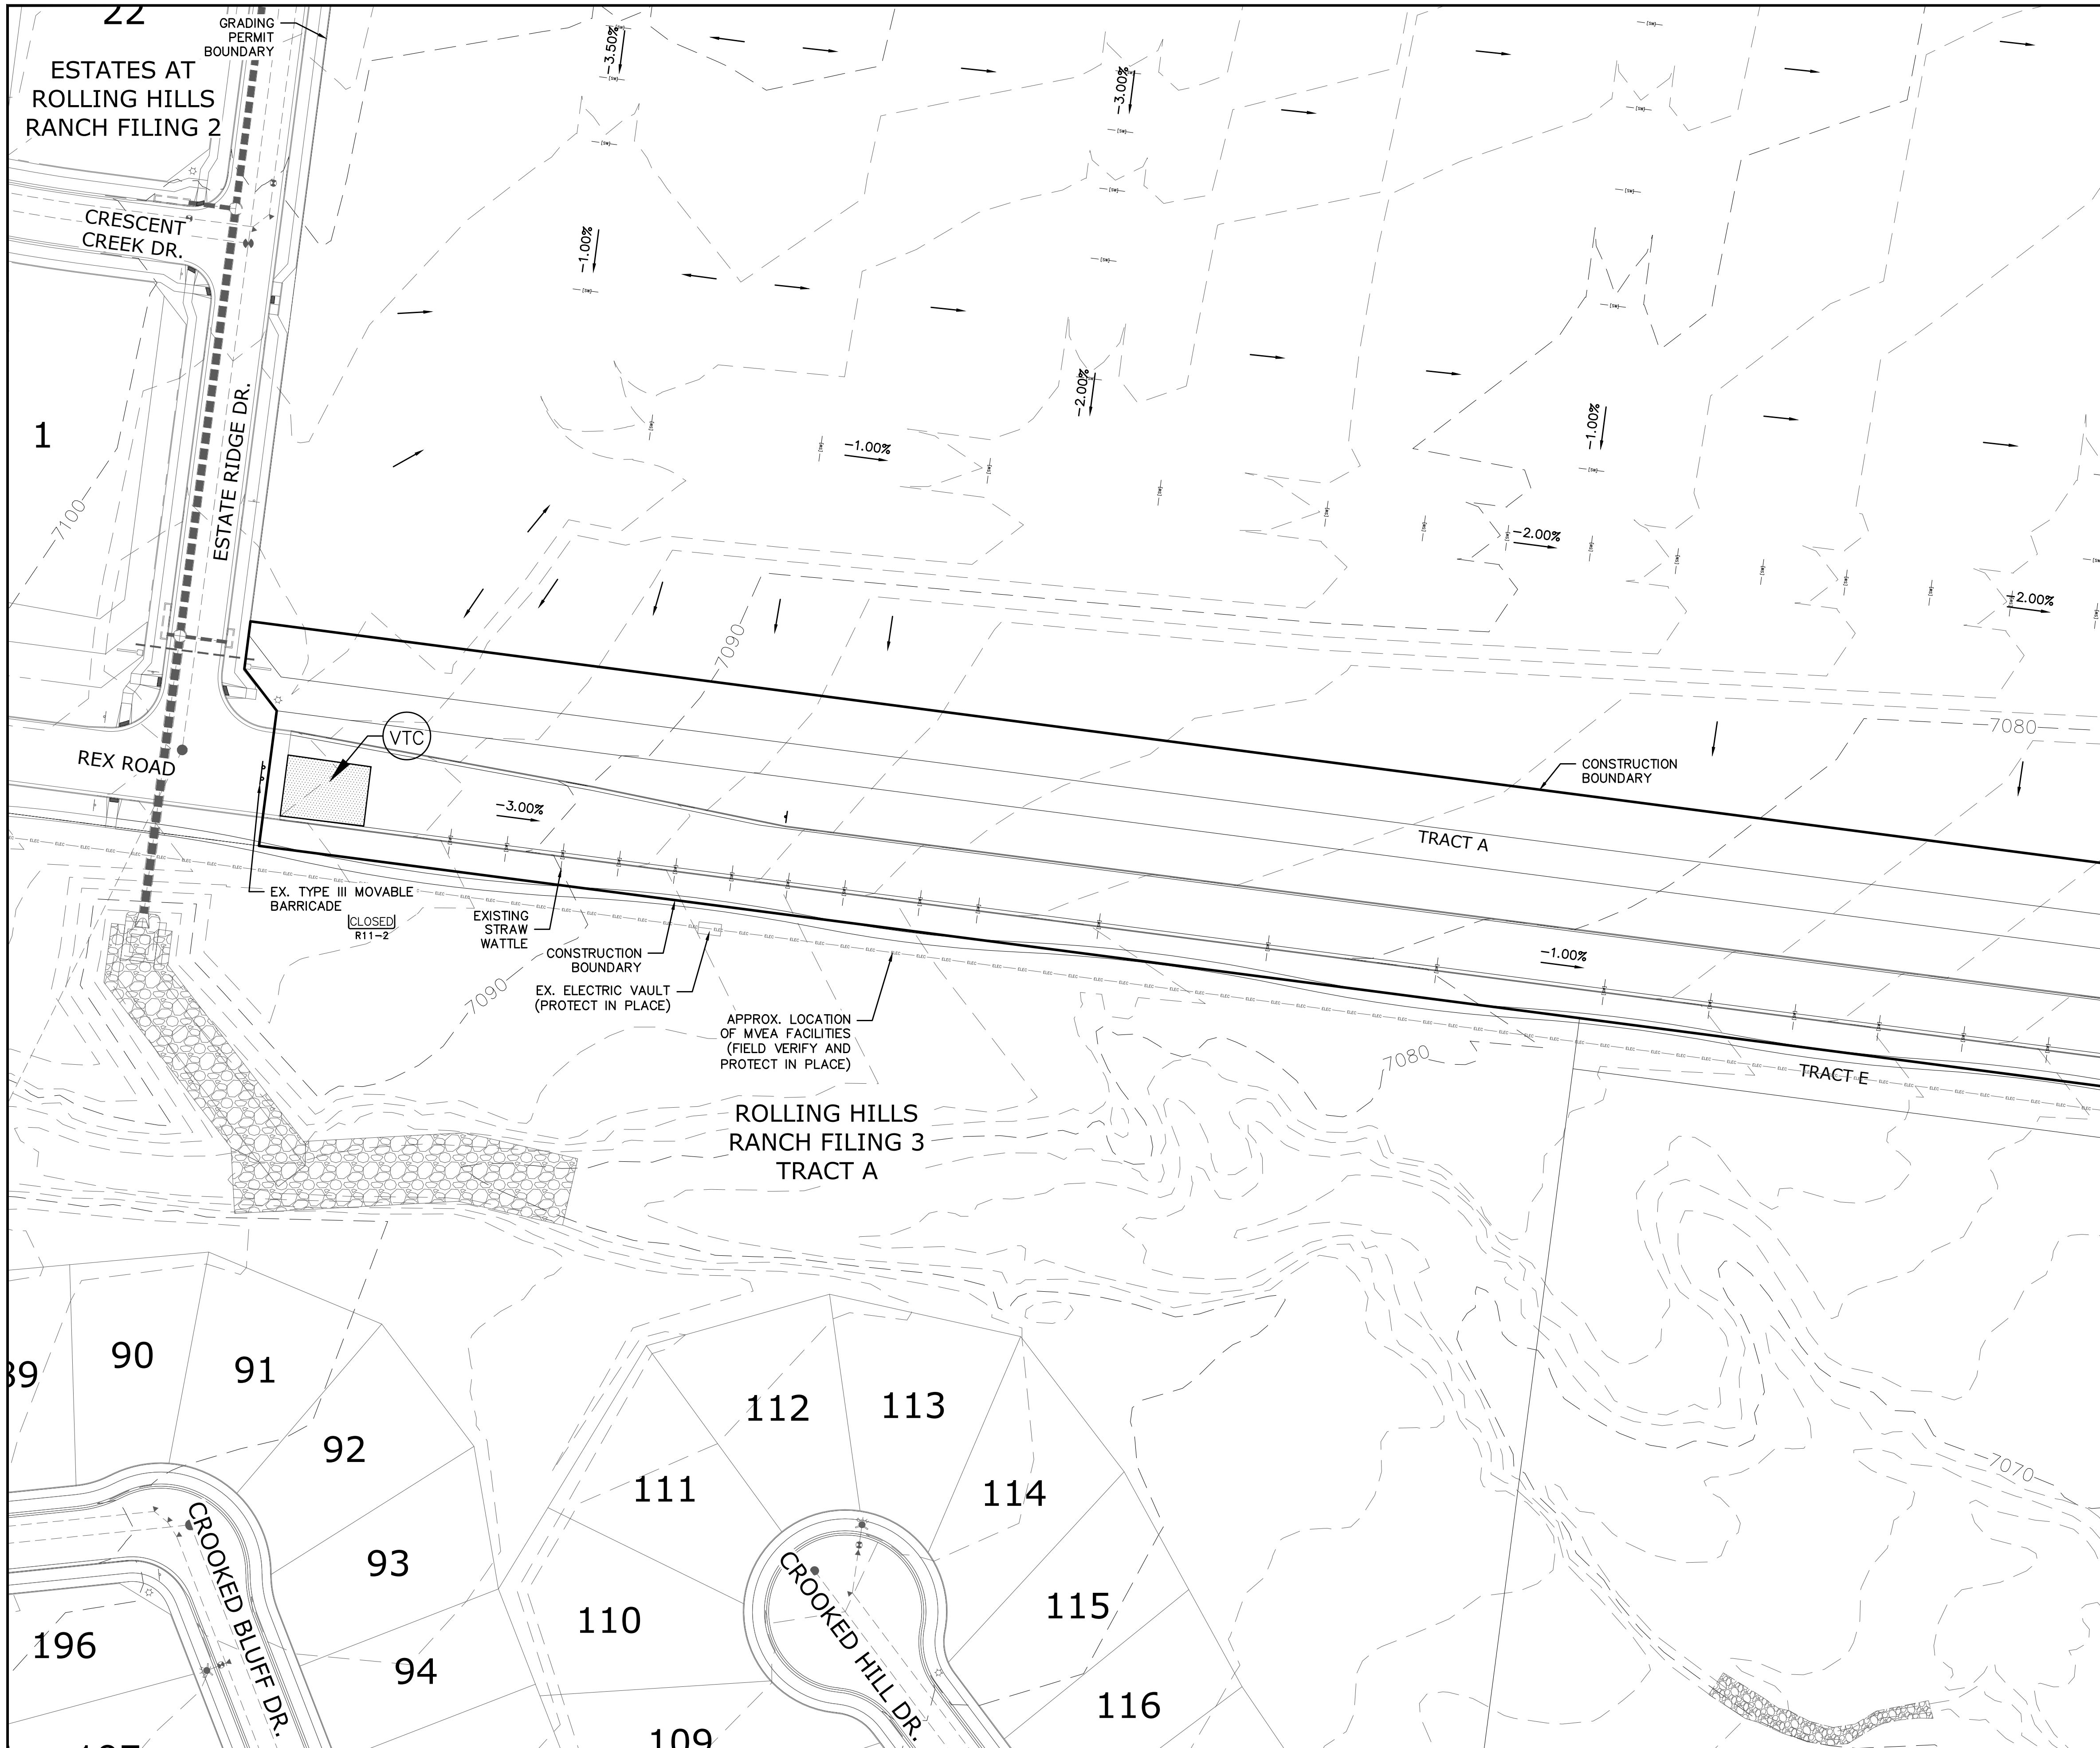 22
GRADING
PERMIT
BOUNDARY
ESTATES AT
ROLLING HILLS
RANCH FILING 2
-3.50%
-3.00%
CRESCENT
CREEK DR.
-1.00%
1
7100
ESTATE RIDGE DR.
-2.00%
-1.00%
-1.00%
-2.00%
-2.00%
7090
7080
VTC
REX ROAD
CONSTRUCTION
BOUNDARY
-3.00%
TRACT A
EX. TYPE III MOVABLE
BARRICADE
CLOSED
R11-2
EXISTING
STRAW
WATTLE
CONSTRUCTION
BOUNDARY
EX. ELECTRIC VAULT
(PROTECT IN PLACE)
-1.00%
7090
APPROX. LOCATION
OF MVEA FACILITIES
(FIELD VERIFY AND
PROTECT IN PLACE)
7080
TRACT E
ROLLING HILLS
RANCH FILING 3
TRACT A
90
91
92
93
94
112
113
111
114
110
115
116
109
7070
CROOKED BLUFF DR.
CROOKED HILL DR.
196